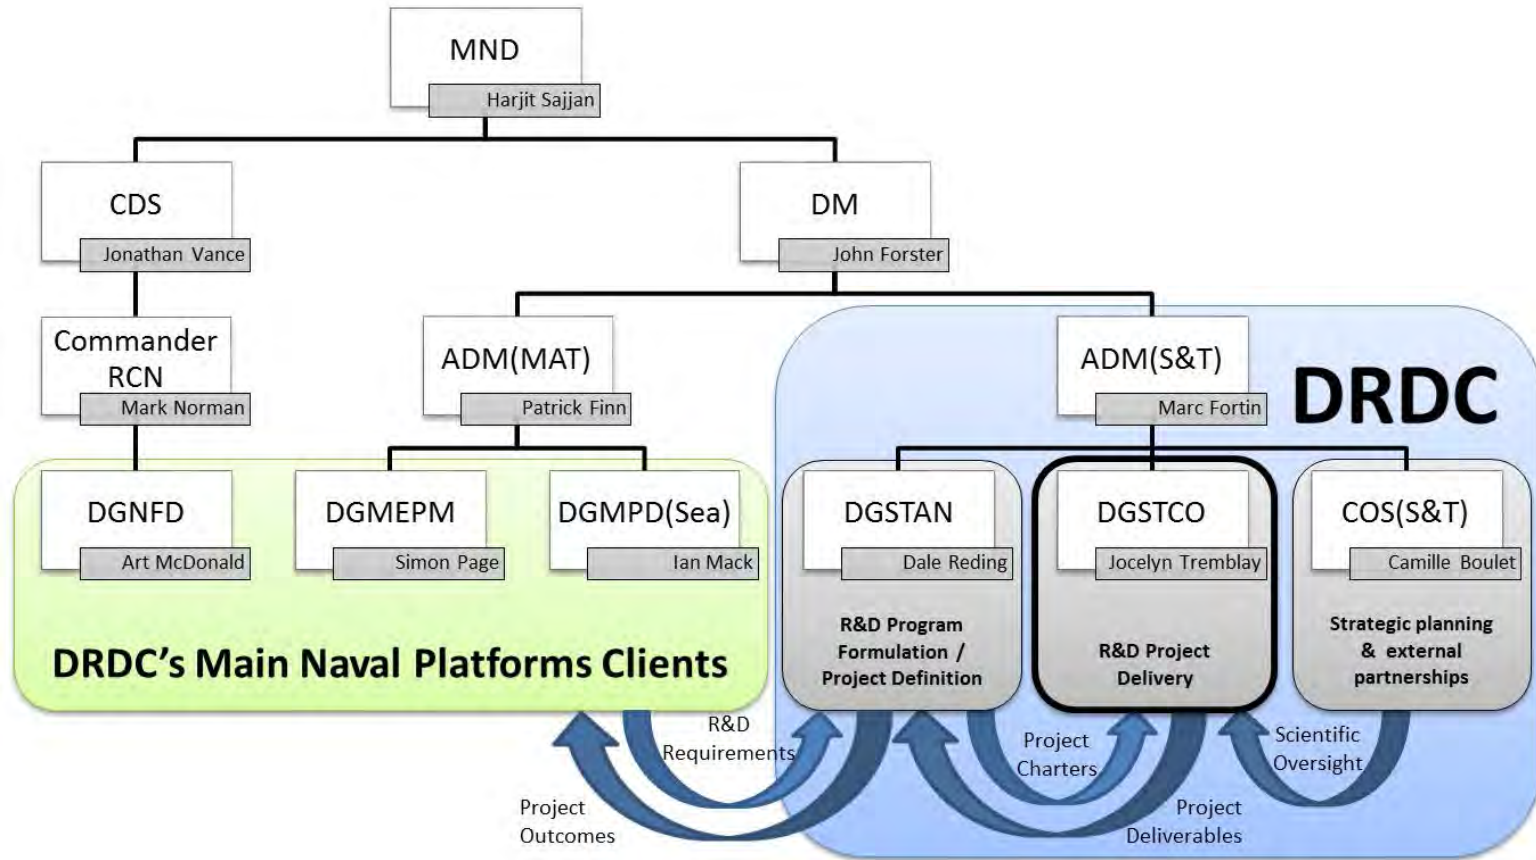 MND
Harjit Sajjan
CDS
Jonathan Vance
DM
John Forster
Commander
RCN
Mark Norman
ADM(MAT)
Patrick Finn
ADM(S&T)
Marc Fortin
DRDC
DGNFD
Art McDonald
DGMEPM
Simon Page
DGMPD(Sea)
Ian Mack
DRDC's Main Naval Platforms Clients
DGSTAN
Dale Reding
R&D Program
Formulation /
Project Definition
DGSTCO
Jocelyn Tremblay
R&D Project
Delivery
COS(S&T)
Camille Boulet
Strategic planning
& external
partnerships
R&D
Requirements
Project
Outcomes
Project
Charters
Project
Deliverables
Scientific
Oversight